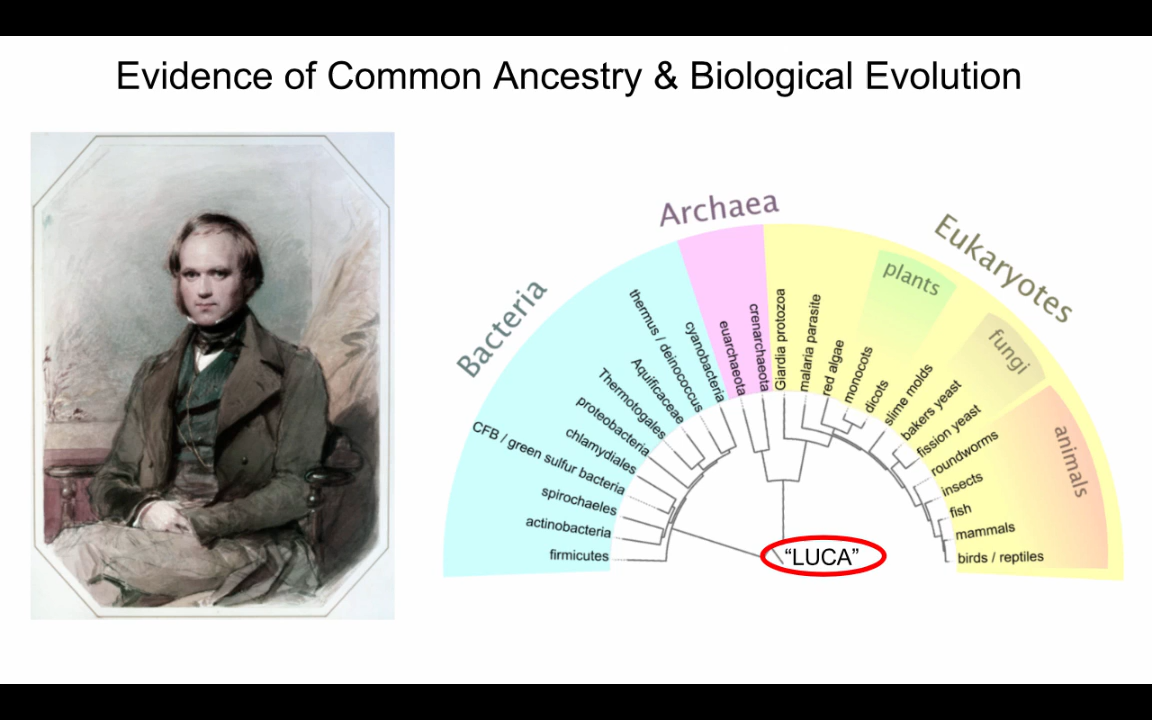 Evidence of Common Ancestry & Biological Evolution
Bacteria
Archaea
Eukaryotes
plants
fungi
animals
firmicutes
actinobacteria
spirochaeles
CFB / green sulfur bacteria
chlamydiales
proteobacteria
Thermotogales
Aquificaceae
thermus / deinococcus
cyanobacteria
euarchaeota
crenarchaeota
Giardia protozoa
malaria parasite
red algae
monocots
dicots
slime molds
bakers yeast
fission yeast
roundworms
insects
fish
mammals
birds / reptiles
“LUCA”